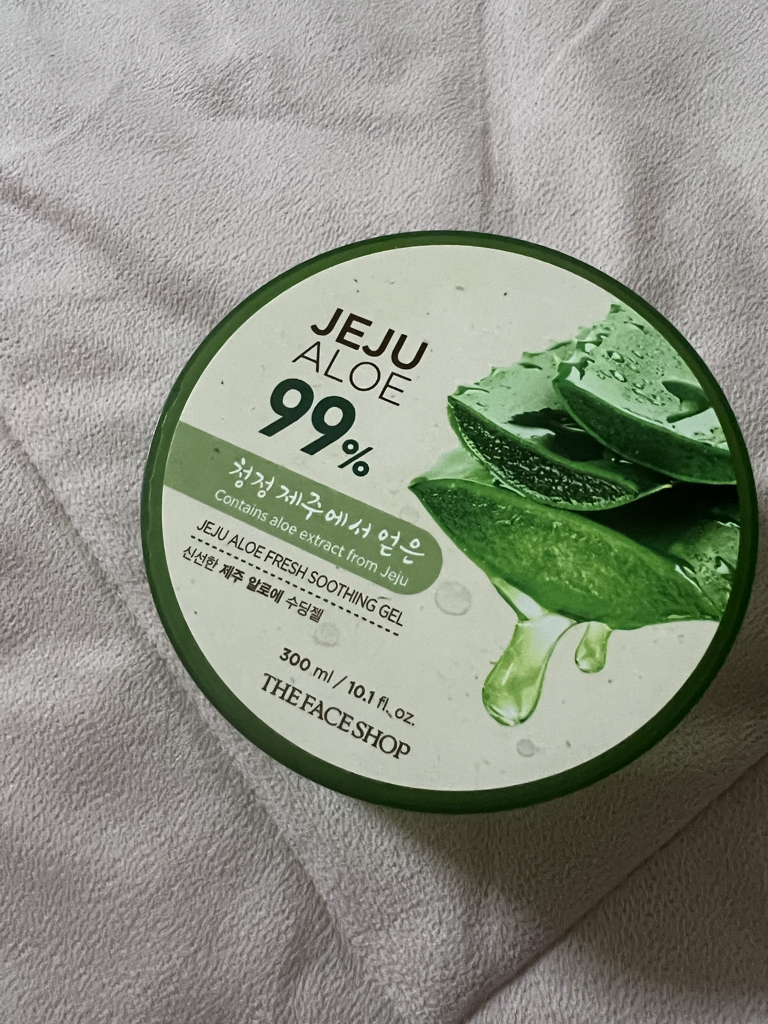 JEJU
ALOE
99%
청정 제주에서 얻은
Contains aloe extract from Jeju
JEJU ALOE FRESH SOOTHING GEL
신선한 제주 알로에 수딩젤
300 ml / 10.1 fl. oz.
THE FACE SHOP